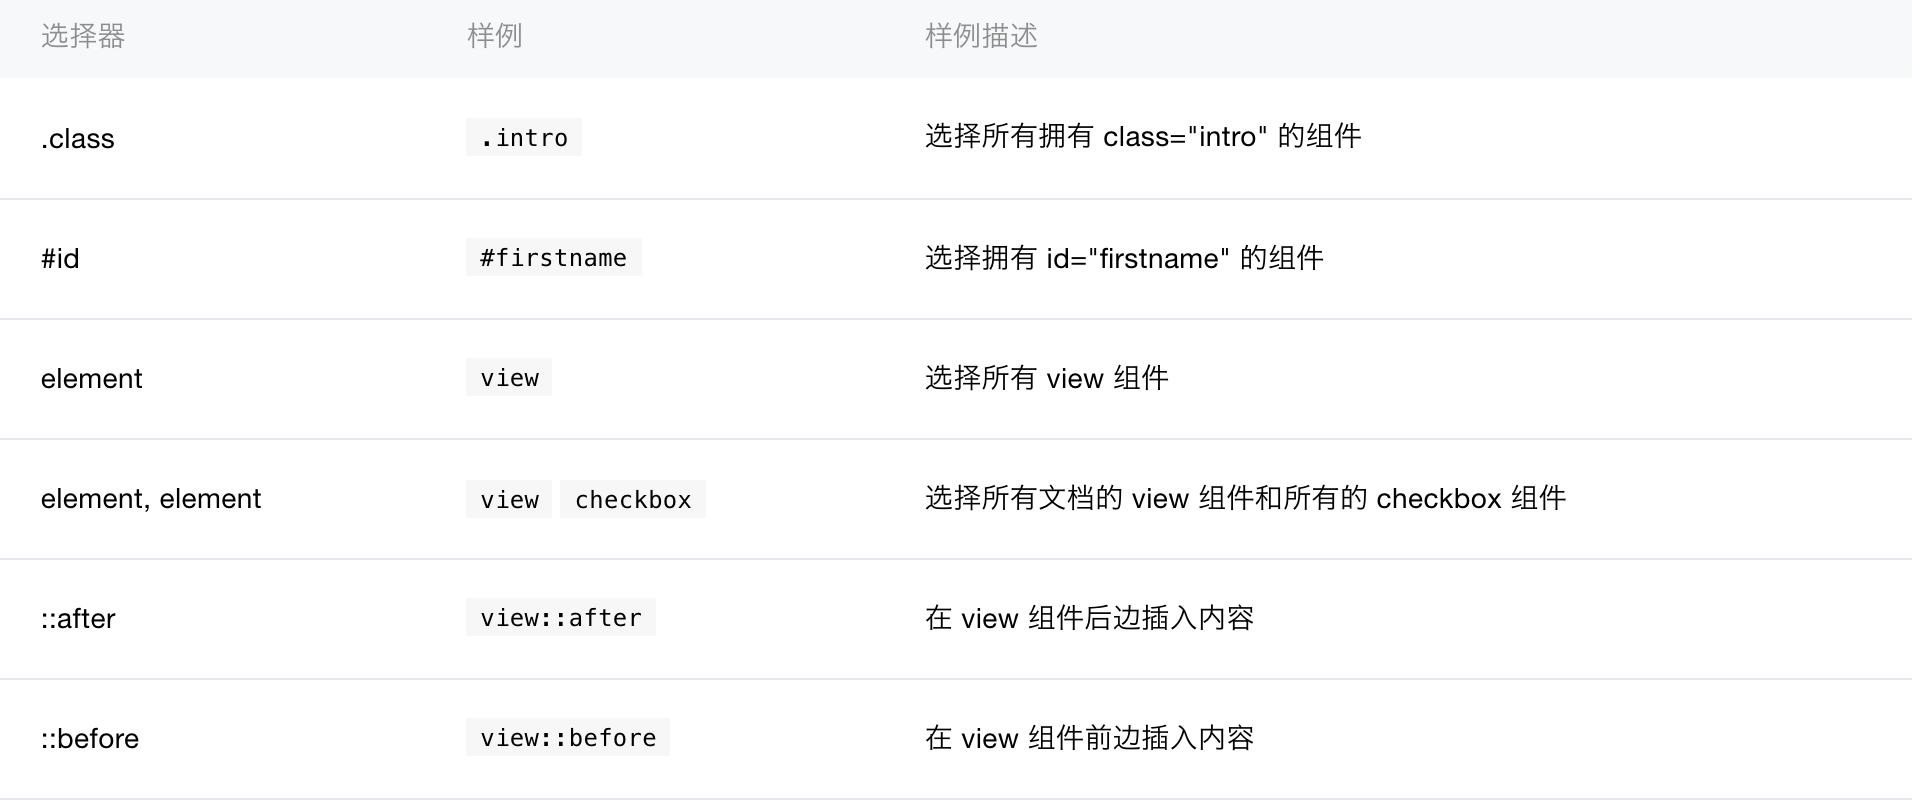 选择器 样例 样例描述
.class .intro 选择所有拥有 class="intro" 的组件
#id #firstname 选择拥有 id="firstname" 的组件
element view 选择所有 view 组件
element, element view checkbox 选择所有文档的 view 组件和所有的 checkbox 组件
::after view::after 在 view 组件后边插入内容
::before view::before 在 view 组件前边插入内容